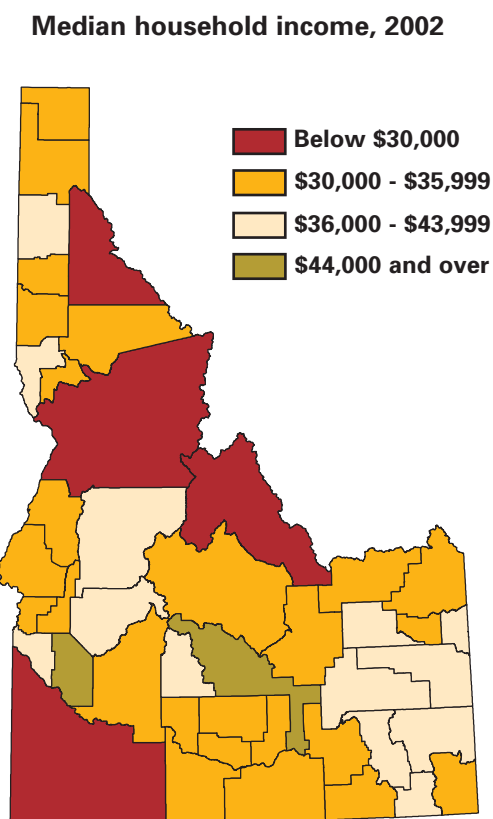 Median household income, 2002
Below $30,000
$30,000 - $35,999
$36,000 - $43,999
$44,000 and over